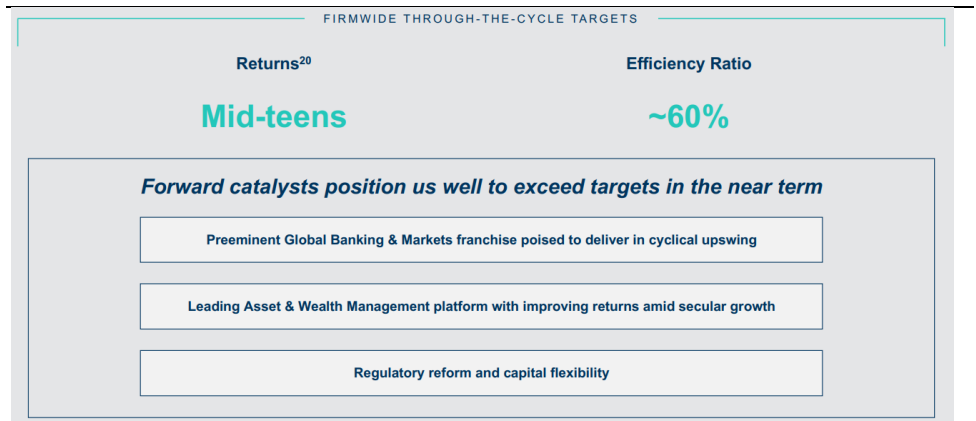 FIRMWIDE THROUGH-THE-CYCLE TARGETS
Returns20
Efficiency Ratio
Mid-teens
~60%
Forward catalysts position us well to exceed targets in the near term
Preeminent Global Banking & Markets franchise poised to deliver in cyclical upswing
Leading Asset & Wealth Management platform with improving returns amid secular growth
Regulatory reform and capital flexibility